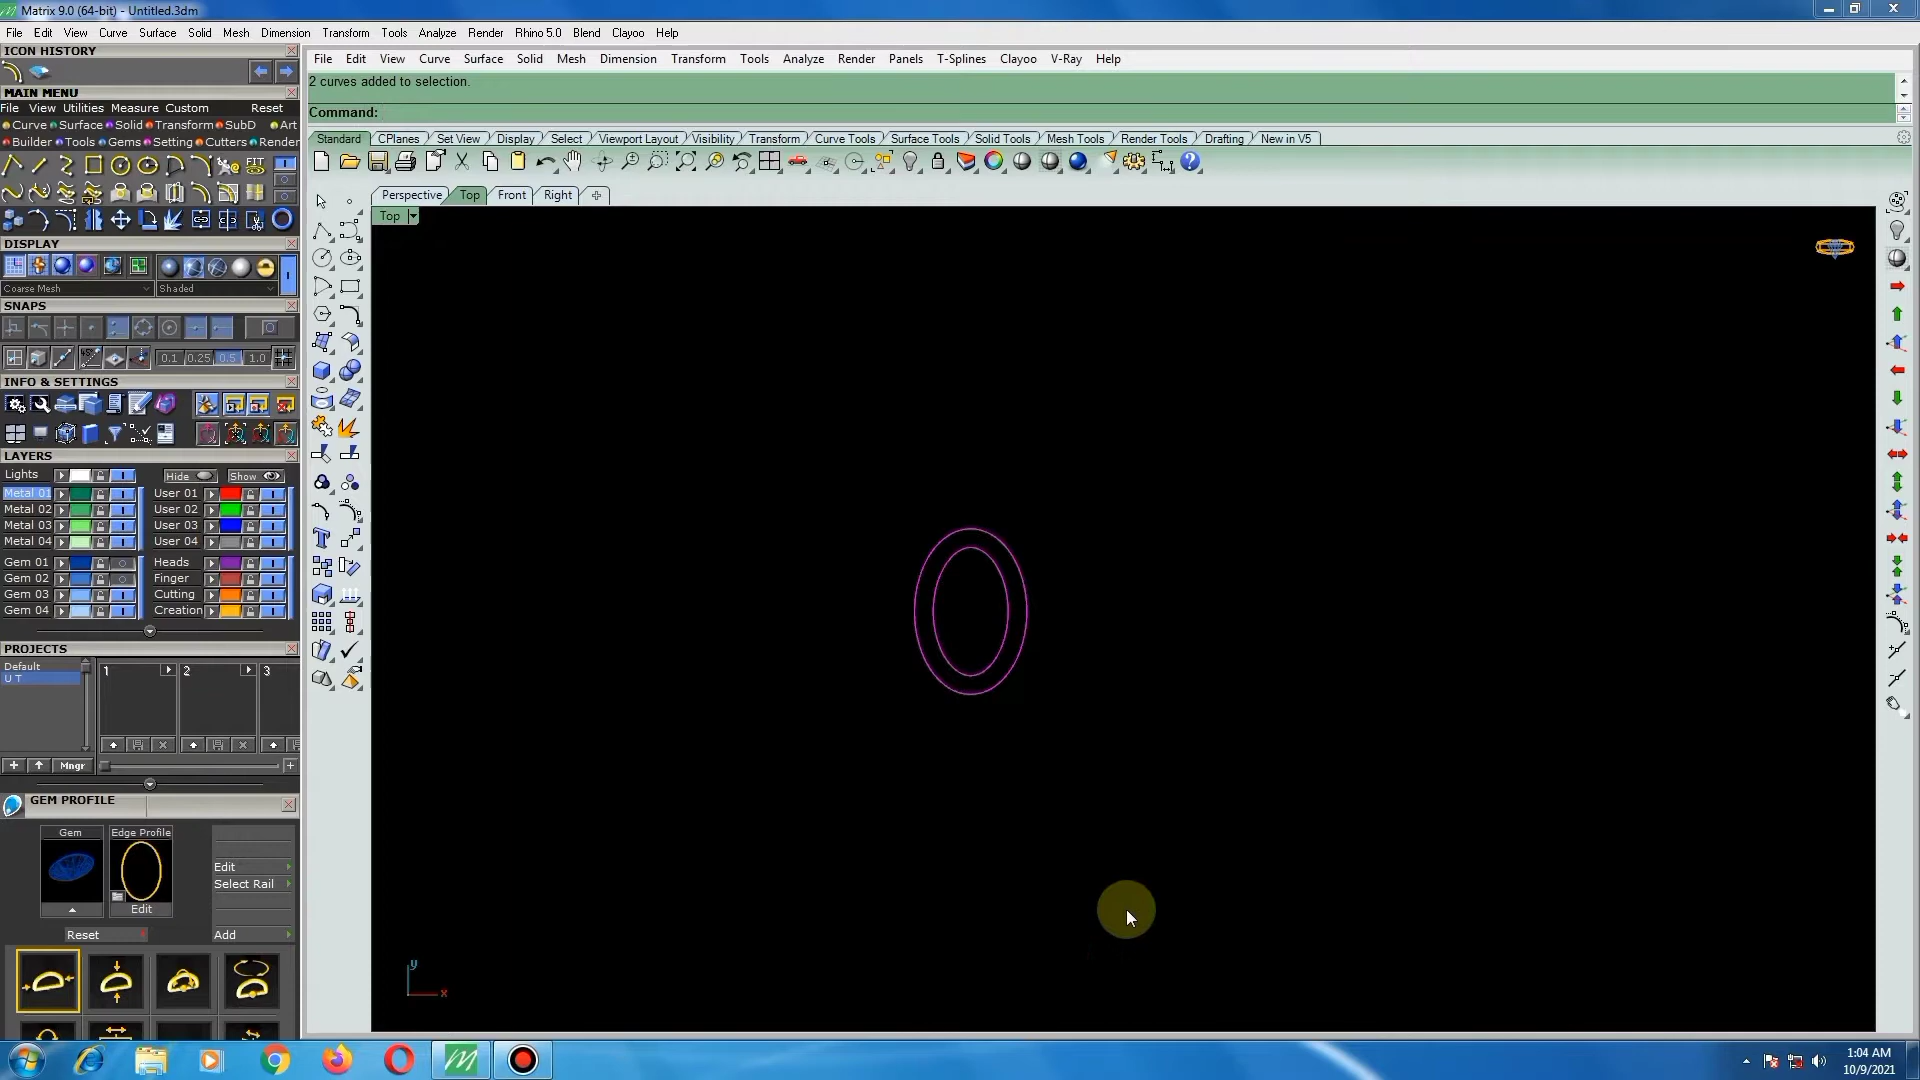 Matrix 9.0 (64-bit) - Untitled.3dm
File Edit View Curve Surface Solid Mesh Dimension Transform Tools Analyze Render Rhino 5.0 Blend Clayoo Help
ICON HISTORY
MAIN MENU
File View Utilities Measure Custom Reset
Curve Surface Solid Transform SubD Art
Builder Tools Gems Setting Cutters Render
FIT
DISPLAY
Coarse Mesh Shaded
SNAPS
0.1 0.25 0.5 1.0
INFO & SETTINGS
LAYERS
Lights Hide Show
Metal 01 User 01
Metal 02 User 02
Metal 03 User 03
Metal 04 User 04
Gem 01 Heads
Gem 02 Finger
Gem 03 Cutting
Gem 04 Creation
PROJECTS
Default
U T
1 2 3
Mngr
GEM PROFILE
Gem Edge Profile
Edit
Select Rail
Edit
Reset Add
File Edit View Curve Surface Solid Mesh Dimension Transform Tools Analyze Render Panels T-Splines Clayoo V-Ray Help
2 curves added to selection.
Command:
Standard CPlanes Set View Display Select Viewport Layout Visibility Transform Curve Tools Surface Tools Solid Tools Mesh Tools Render Tools Drafting New in V5
Perspective Top Front Right
Top
y
x
1:04 AM
10/9/2021